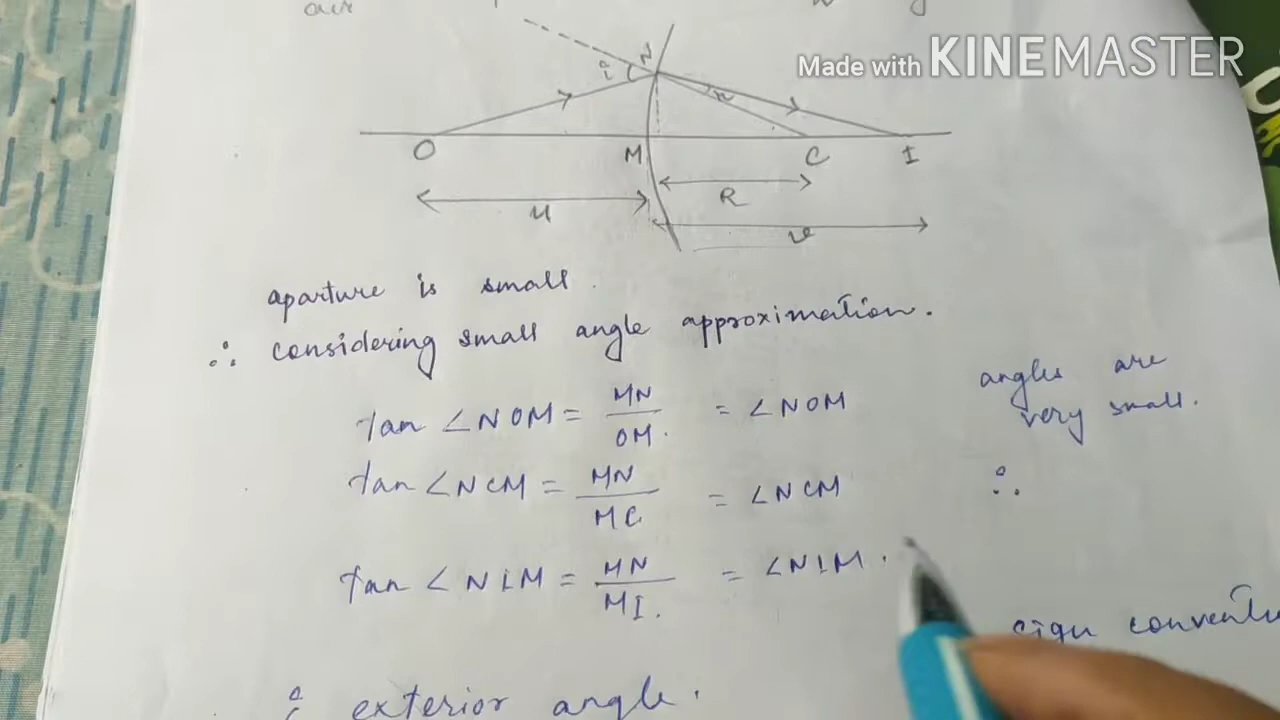 air
Made with KINEMASTER
N
i
r
O
M
C
I
R
u
v
aparture is small.
∴ considering small angle approximation.
tan ∠NOM = MN/OM. = ∠NOM
angles are
very small.
tan ∠NCM = MN/MC = ∠NCM
∴
tan ∠NIM = MN/MI. = ∠NIM.
sign
i exterior angle.